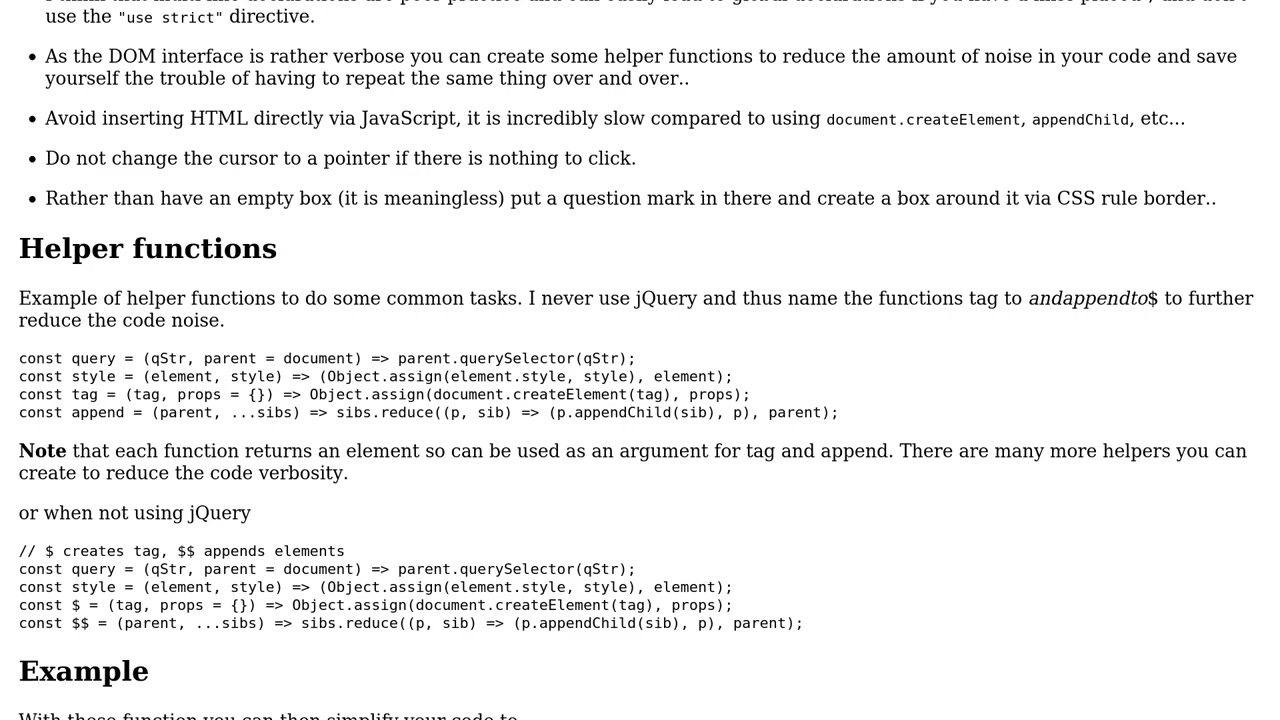 use the "use strict" directive.
As the DOM interface is rather verbose you can create some helper functions to reduce the amount of noise in your code and save
yourself the trouble of having to repeat the same thing over and over..
Avoid inserting HTML directly via JavaScript, it is incredibly slow compared to using document.createElement, appendChild, etc...
Do not change the cursor to a pointer if there is nothing to click.
Rather than have an empty box (it is meaningless) put a question mark in there and create a box around it via CSS rule border..
Helper functions
Example of helper functions to do some common tasks. I never use jQuery and thus name the functions tag to andappendto$ to further
reduce the code noise.
const query = (qStr, parent = document) => parent.querySelector(qStr);
const style = (element, style) => (Object.assign(element.style, style), element);
const tag = (tag, props = {}) => Object.assign(document.createElement(tag), props);
const append = (parent, ...sibs) => sibs.reduce((p, sib) => (p.appendChild(sib), p), parent);
Note that each function returns an element so can be used as an argument for tag and append. There are many more helpers you can
create to reduce the code verbosity.
or when not using jQuery
// $ creates tag, $$ appends elements
const query = (qStr, parent = document) => parent.querySelector(qStr);
const style = (element, style) => (Object.assign(element.style, style), element);
const $ = (tag, props = {}) => Object.assign(document.createElement(tag), props);
const $$ = (parent, ...sibs) => sibs.reduce((p, sib) => (p.appendChild(sib), p), parent);
Example
With these function you can then simplify your code to